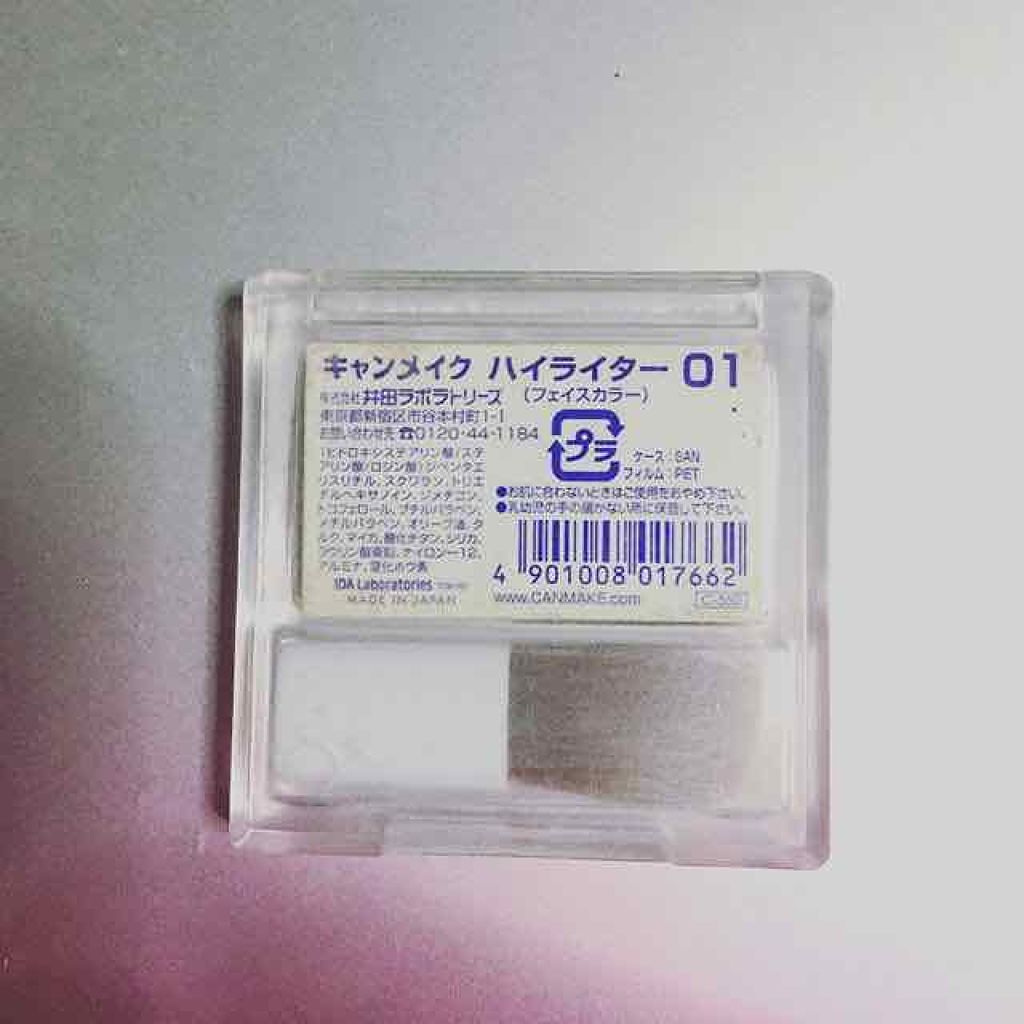 キャンメイク ハイライター 01
株式会社 井田ラボラトリーズ (フェイスカラー)
東京都新宿区市谷本村町1-1
お問い合わせ先 ☎0120-44-1184
プラ
ケース : SAN
フィルム : PET
(ヒドロキシステアリン酸/ステ
アリン酸/ロジン酸)ジペンタエ
リスリチル、スクワラン、トリエ
チルヘキサノイン、ジメチコン、
トコフェロール、ブチルパラベン、
メチルパラベン、オリーブ油、タ
ルク、マイカ、酸化チタン、シリカ、
ラウリン酸亜鉛、ナイロン-12、
アルミナ、窒化ホウ素
IDA Laboratories
MADE IN JAPAN
●お肌に合わないときはご使用をおやめ下さい。
●乳幼児の手の届かない所に保管して下さい。
4 901008 017662
www.CANMAKE.com